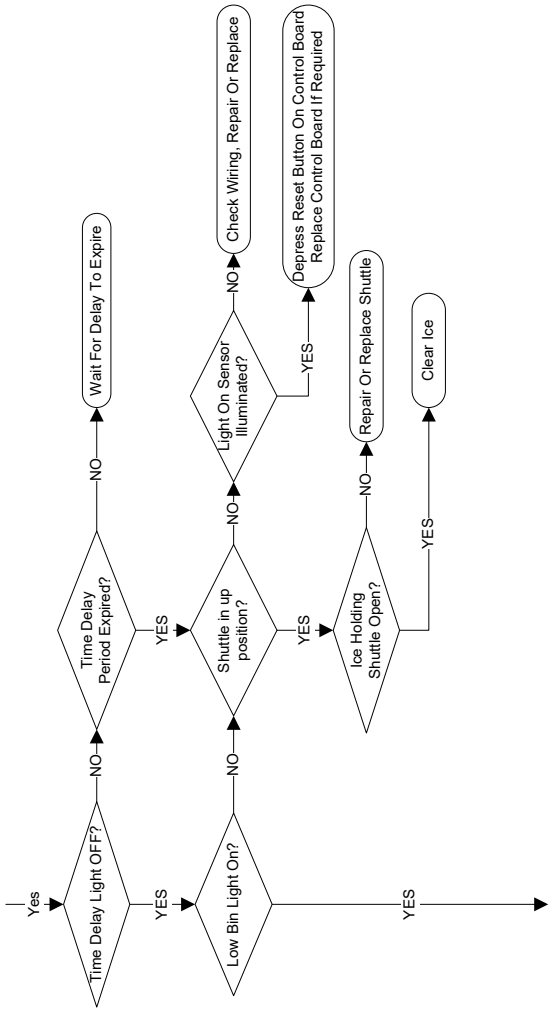 Yes
Time Delay Light OFF?
NO
Time Delay
Period Expired?
NO
Wait For Delay To Expire
YES
YES
Low Bin Light On?
NO
Shuttle in up
position?
NO
Light On Sensor
Illuminated?
NO
Check Wiring, Repair Or Replace
YES
Depress Reset Button On Control Board
Replace Control Board If Required
YES
Ice Holding
Shuttle Open?
NO
Repair Or Replace Shuttle
YES
Clear Ice
YES